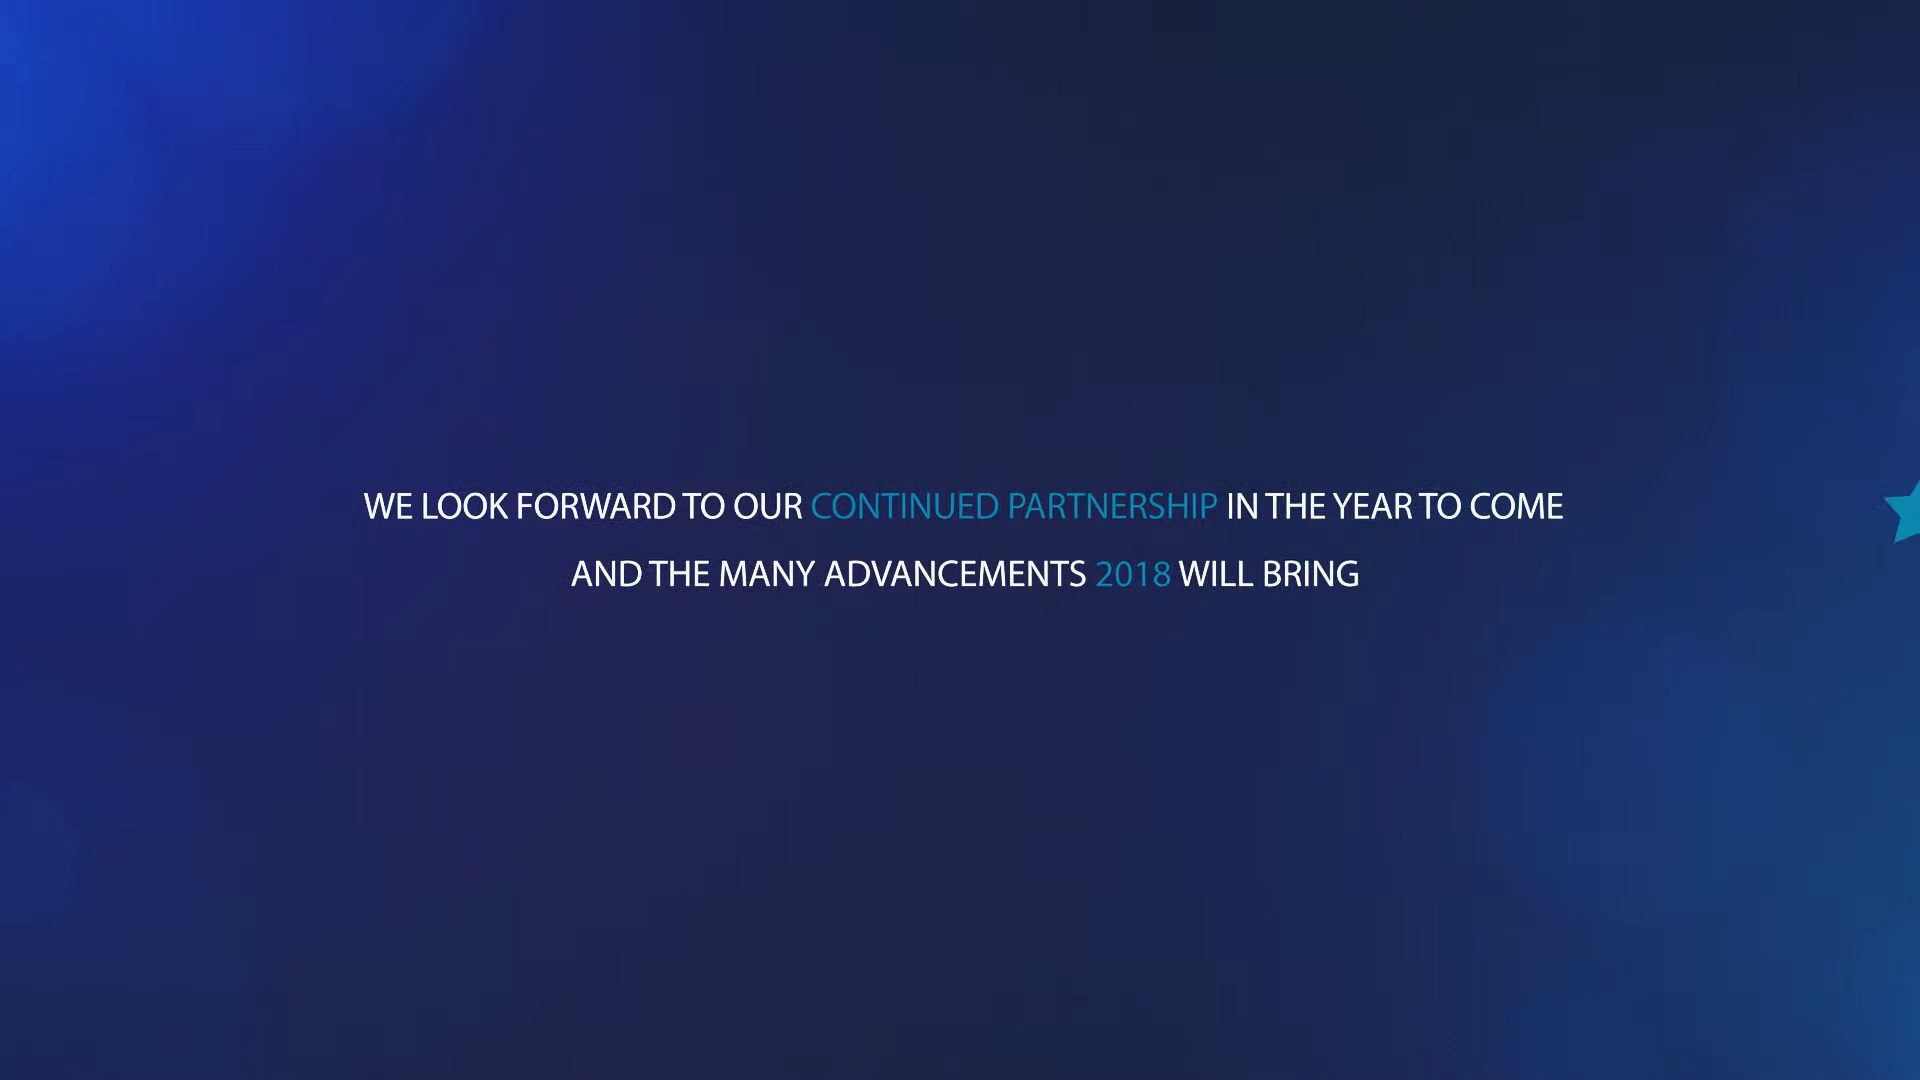 WE LOOK FORWARD TO OUR CONTINUED PARTNERSHIP IN THE YEAR TO COME
AND THE MANY ADVANCEMENTS 2018 WILL BRING